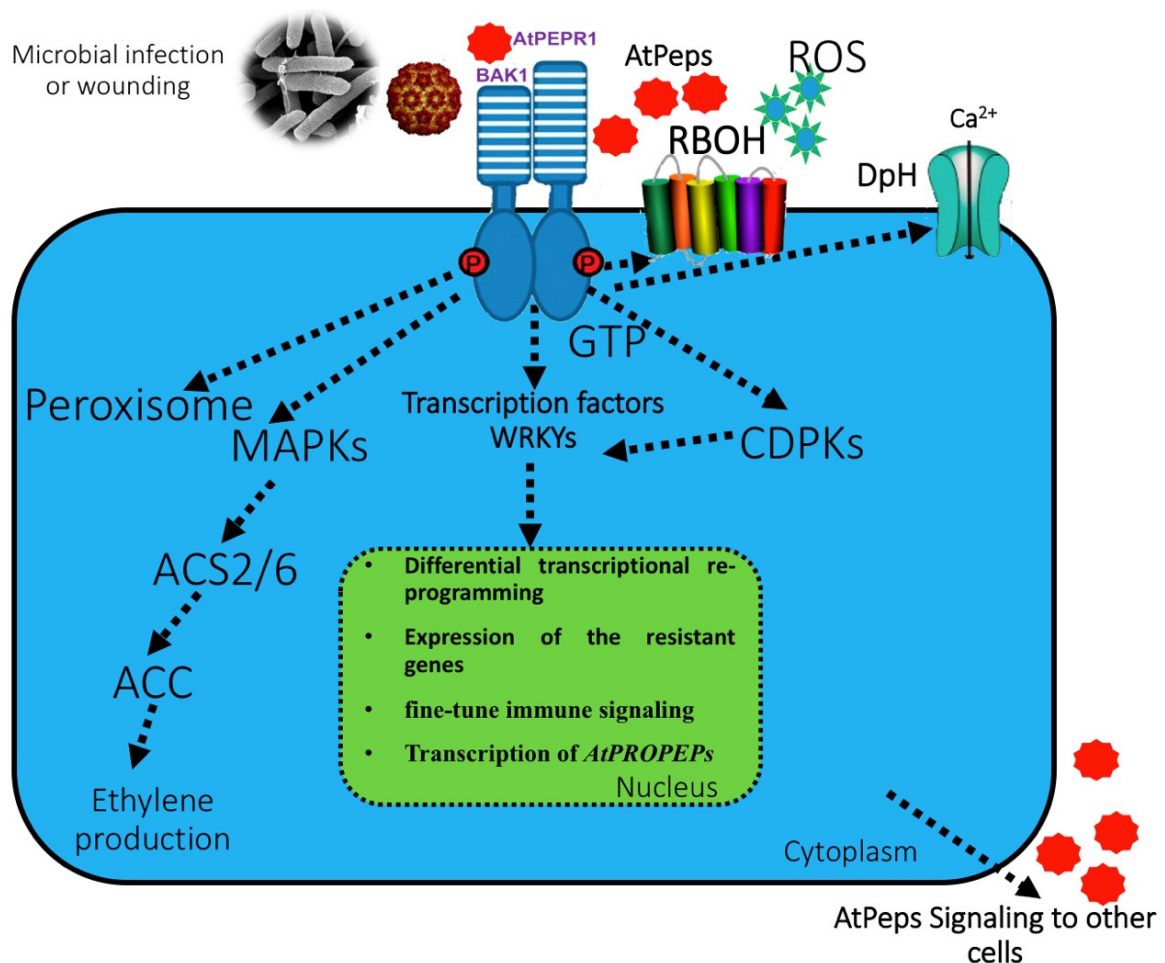 Microbial infection
or wounding
AtPEPR1
BAK1
AtPeps
ROS
RBOH
Ca²⁺
DpH
P
P
GTP
Peroxisome
MAPKs
Transcription factors
WRKYs
CDPKs
ACS2/6
ACC
Ethylene
production
• Differential transcriptional re-
programming
• Expression of the resistant
genes
• fine-tune immune signaling
• Transcription of AtPROPEPs
Nucleus
Cytoplasm
AtPeps Signaling to other
cells